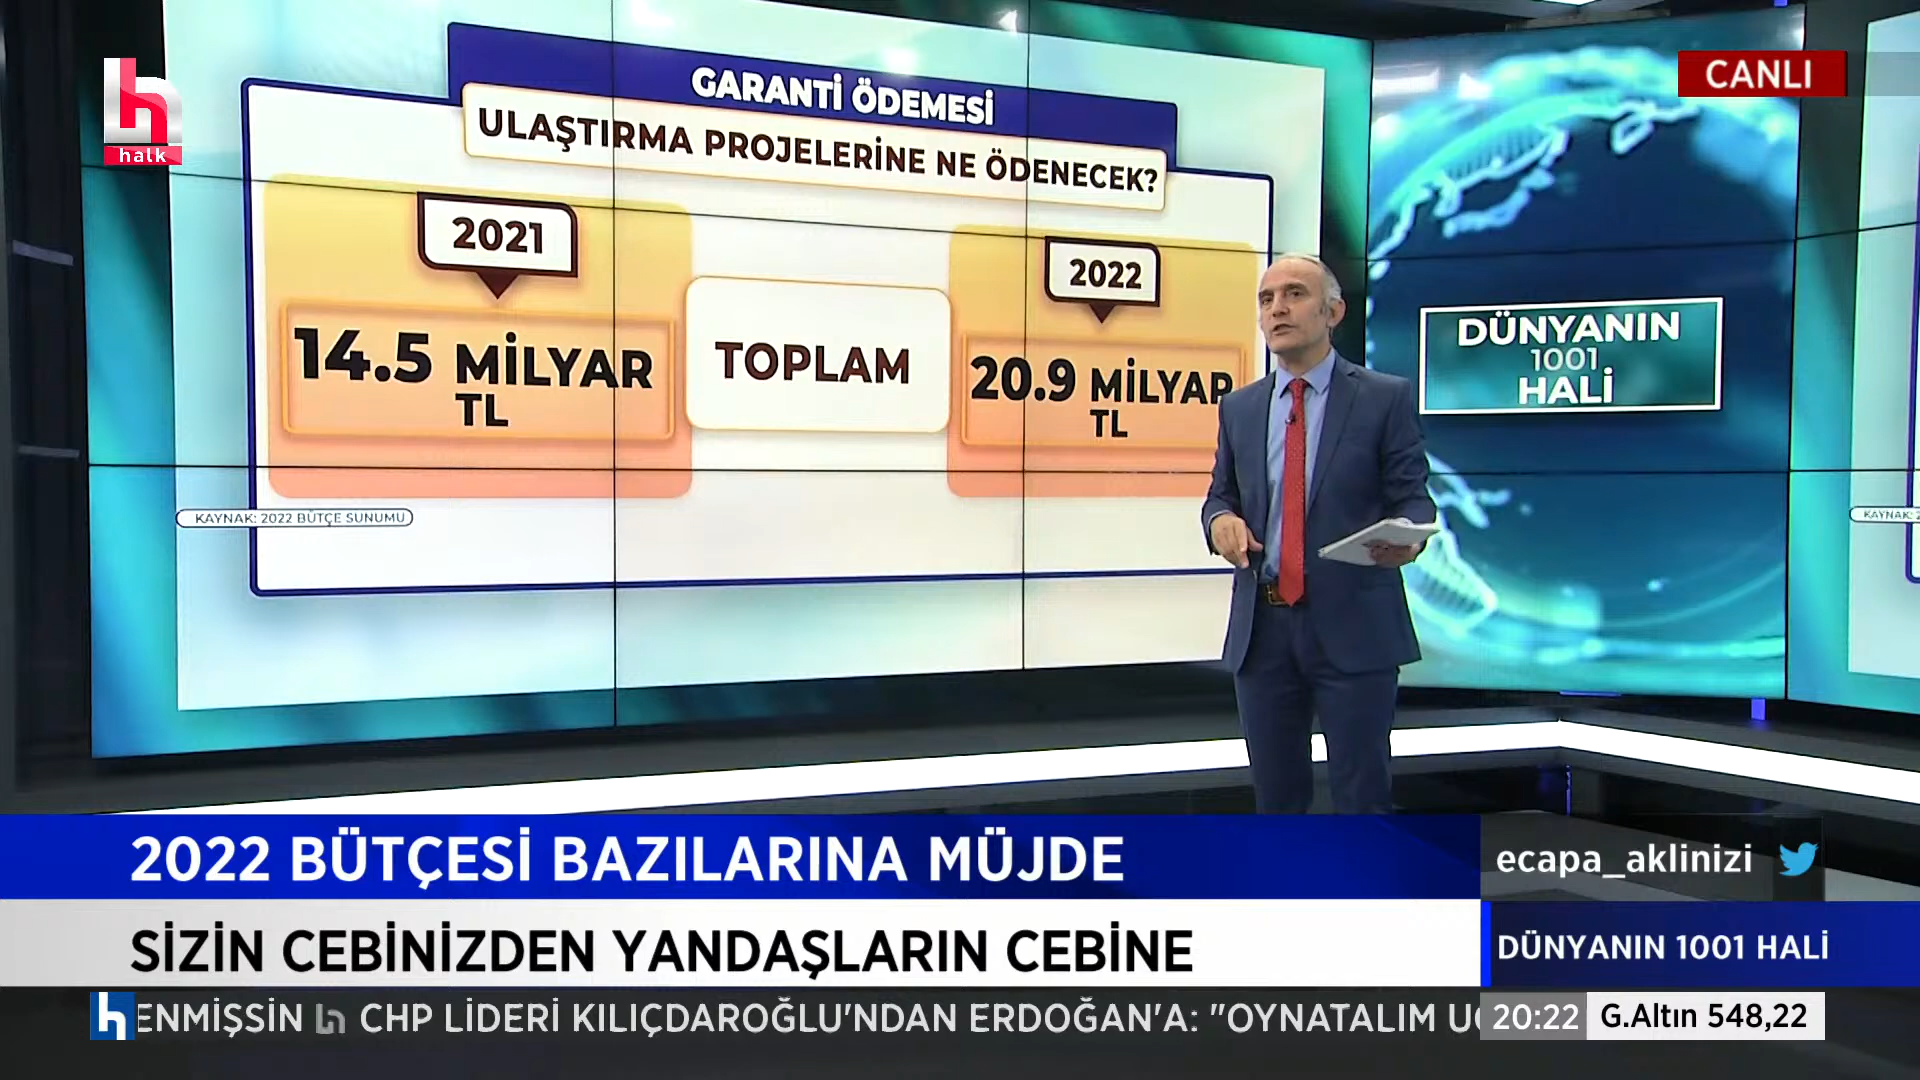 halk
CANLI
GARANTİ ÖDEMESİ
ULAŞTIRMA PROJELERİNE NE ÖDENECEK?
2021
14.5 MİLYAR
TL
TOPLAM
2022
20.9 MİLYAR
TL
KAYNAK: 2022 BÜTÇE SUNUMU
DÜNYANIN
1001
HALİ
KAYNAK: 2
2022 BÜTÇESİ BAZILARINA MÜJDE
SİZİN CEBİNİZDEN YANDAŞLARIN CEBİNE
ecapa_aklinizi
DÜNYANIN 1001 HALİ
ENMİŞSİN CHP LİDERİ KILIÇDAROĞLU'NDAN ERDOĞAN'A: "OYNATALIM
20:22 G.Altın 548,22